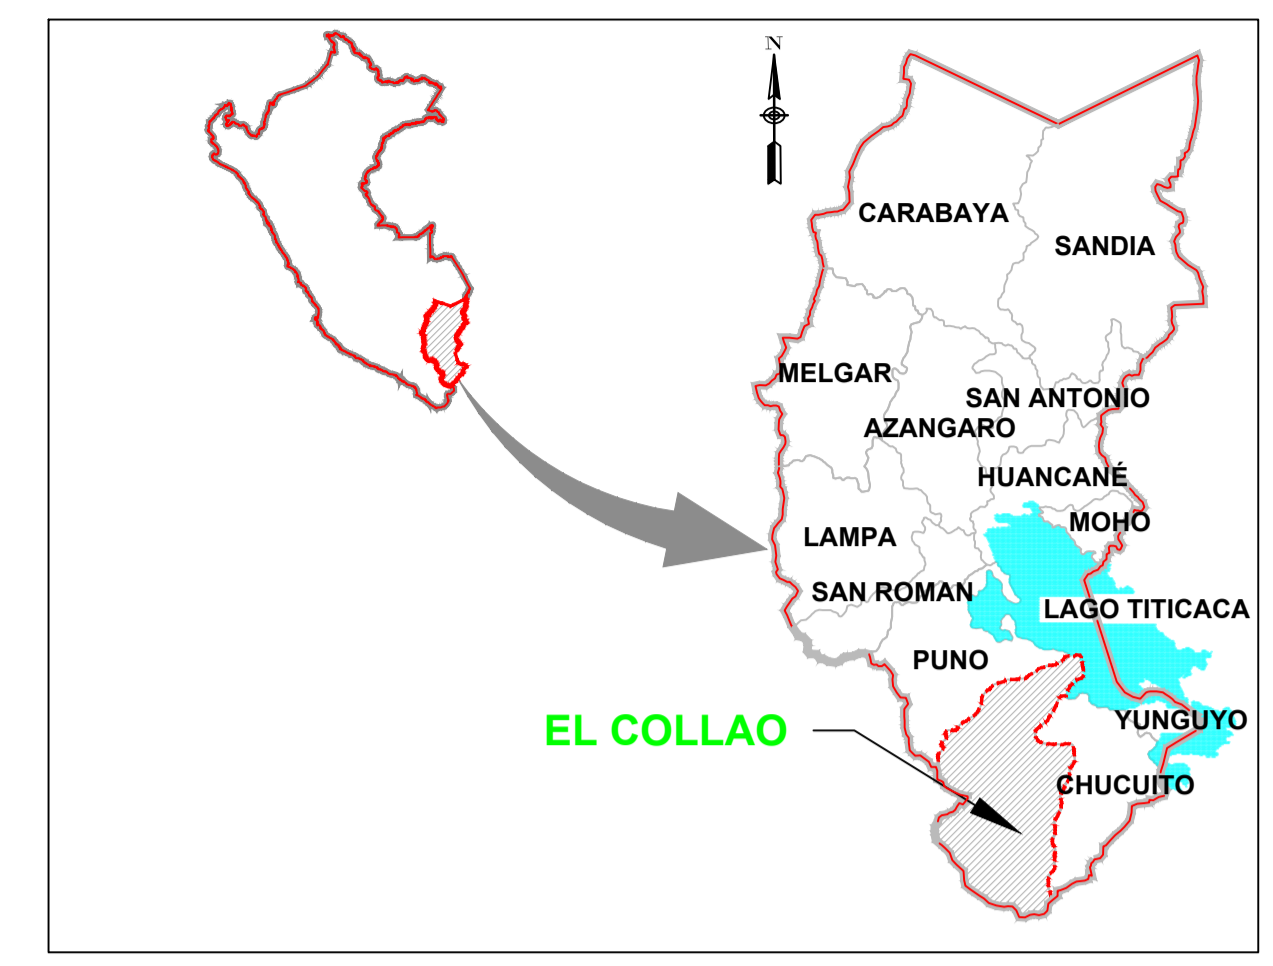 N
CARABAYA
SANDIA
MELGAR
SAN ANTONIO
AZANGARO
HUANCANÉ
MOHO
LAMPA
SAN ROMAN
LAGO TITICACA
PUNO
YUNGUYO
EL COLLAO
CHUCUITO